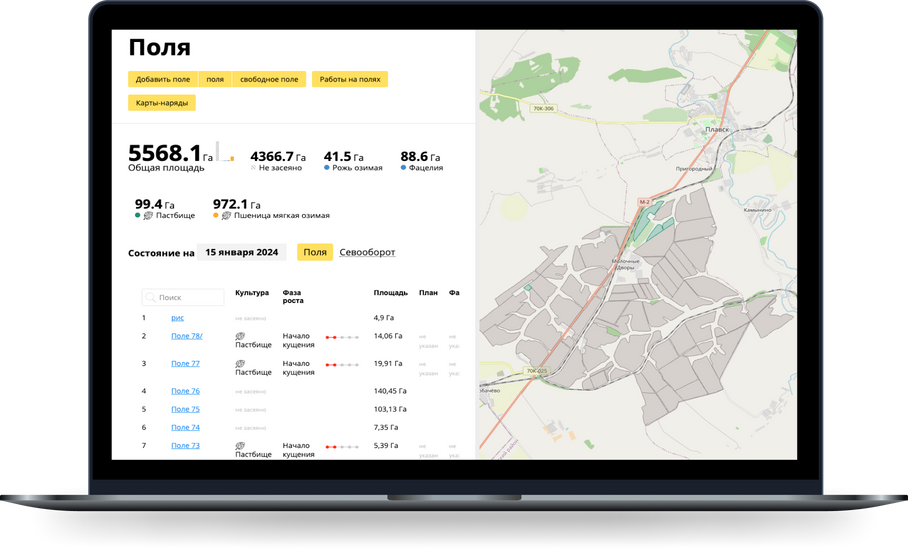 Поля
Добавить поле поля свободное поле Работы на полях
Карты-наряды
5568.1 Га
Общая площадь
4366.7 Га
Не засеяно
41.5 Га
Рожь озимая
88.6 Га
Фацелия
99.4 Га
Пастбище
972.1 Га
Пшеница мягкая озимая
Состояние на 15 января 2024 Поля Севооборот
Поиск Культура Фаза роста Площадь План Фа
1 рис не засеяно 4,9 Га
2 Поле 78/ Пастбище Начало кущения 14,06 Га не указан не ука
3 Поле 77 Пастбище Начало кущения 19,91 Га не указан не ука
4 Поле 76 не засеяно 140,45 Га
5 Поле 75 не засеяно 103,13 Га
6 Поле 74 не засеяно 7,35 Га
7 Поле 73 Пастбище Начало кущения 5,39 Га не указан не ука
70К-306
Плавск
Пригородный
М-2
Камынино
Молочные Дворы
70К-025